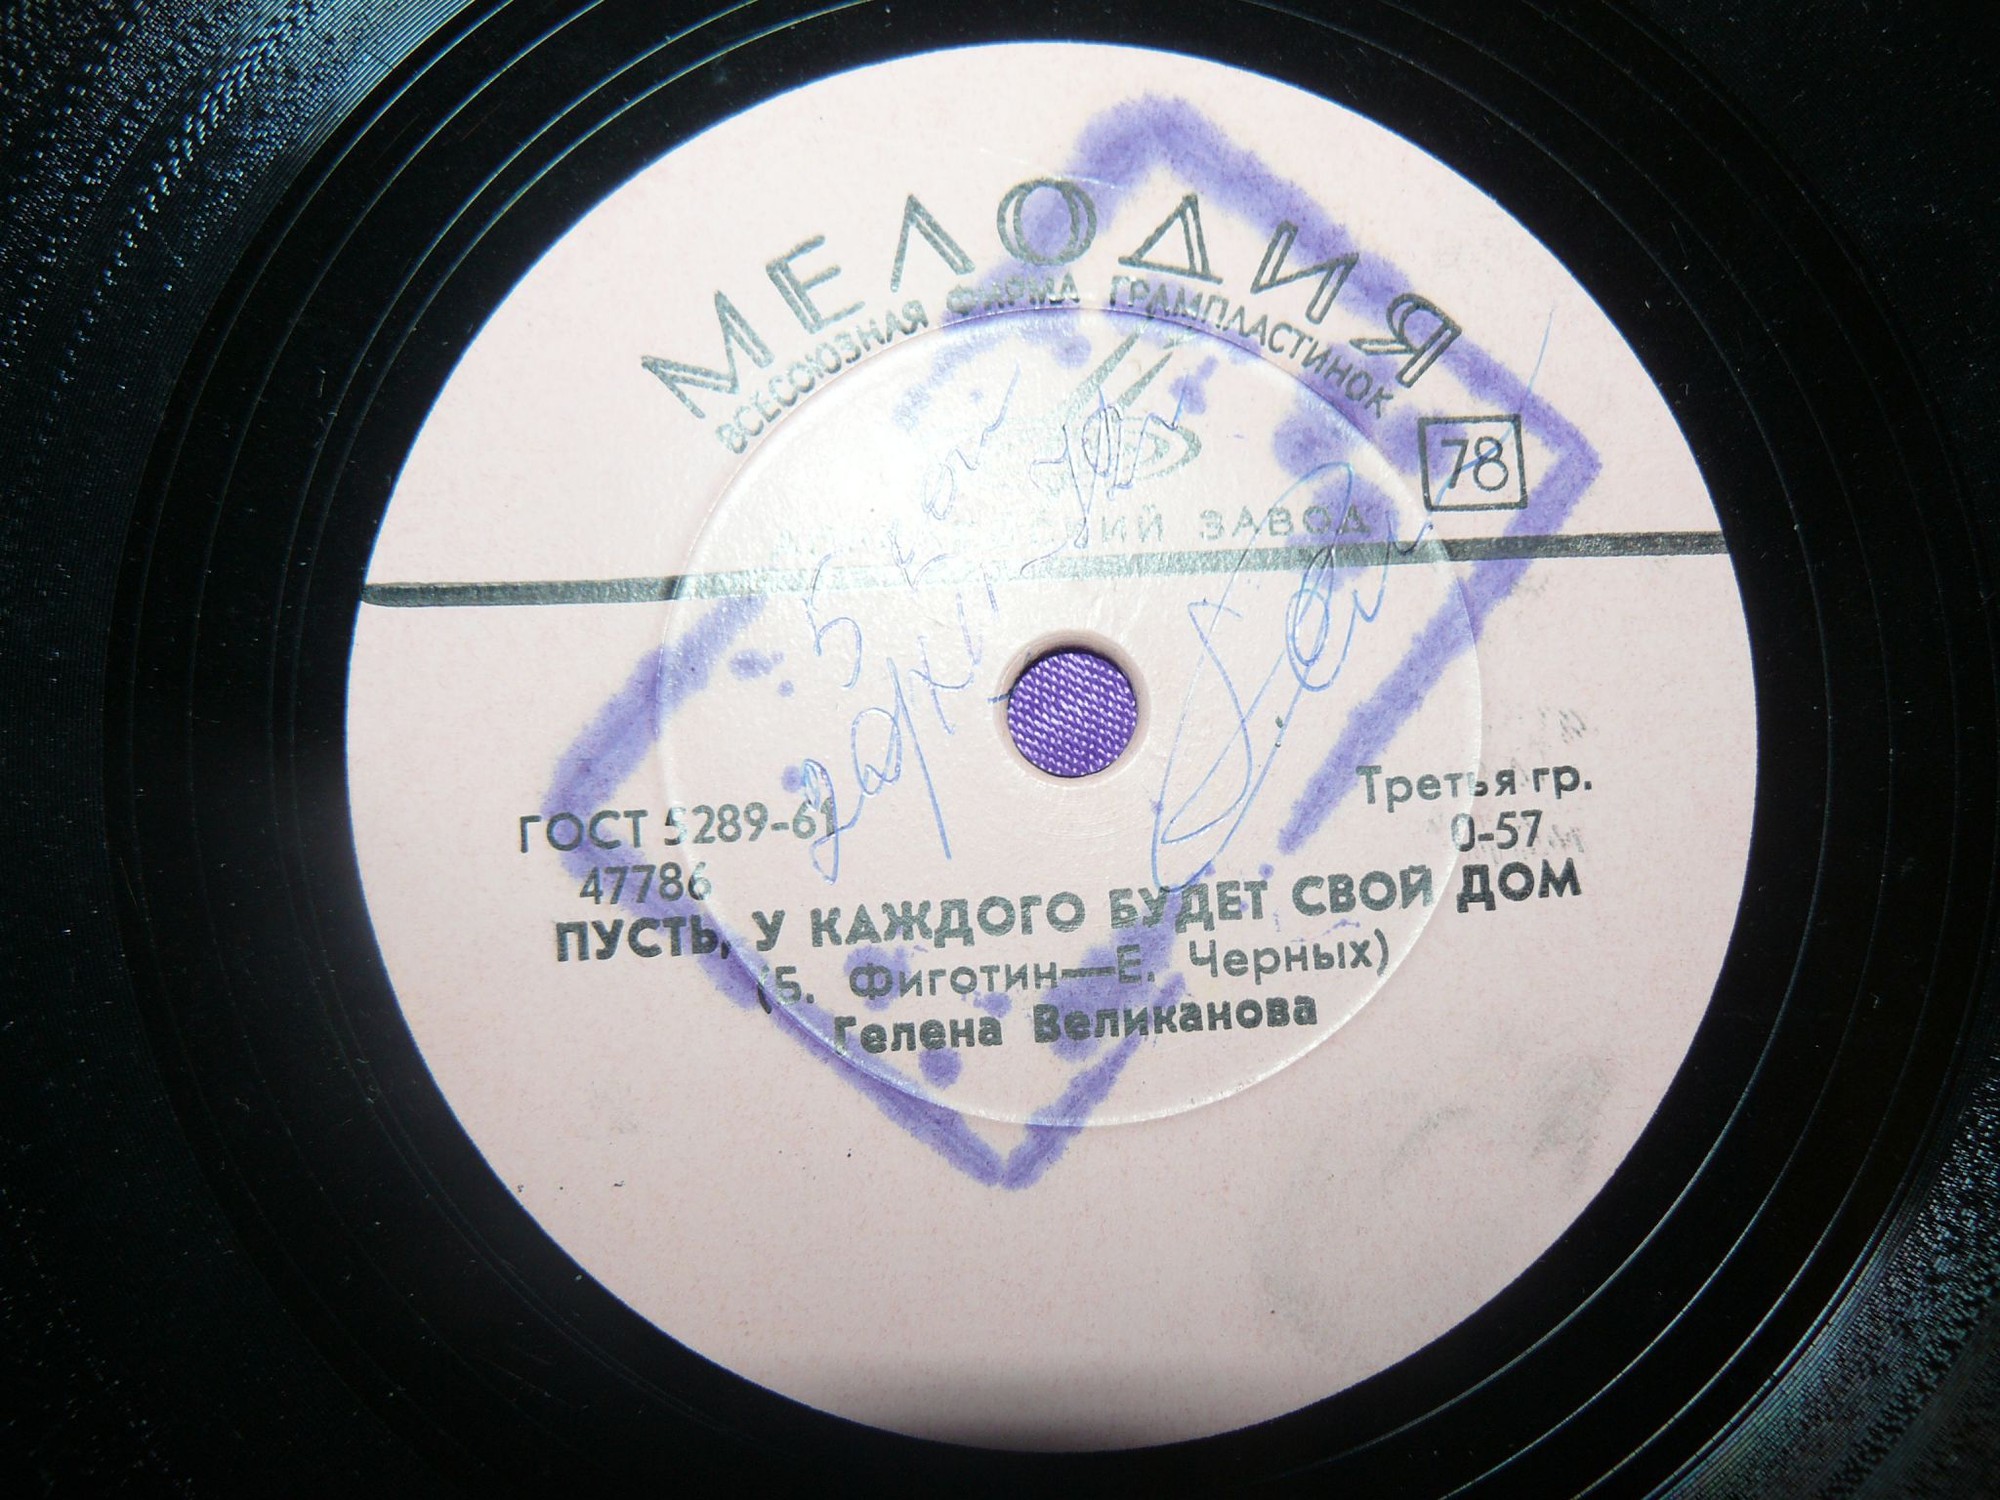 МЕЛОДИЯ
ВСЕСОЮЗНАЯ ФИРМА ГРАМПЛАСТИНОК
78
ЗАВОД
ГОСТ 5289-61
Третья гр.
47786
0-57
ПУСТЬ, У КАЖДОГО БУДЕТ СВОЙ ДОМ
(Б. Фиготин—Е. Черных)
Гелена Великанова